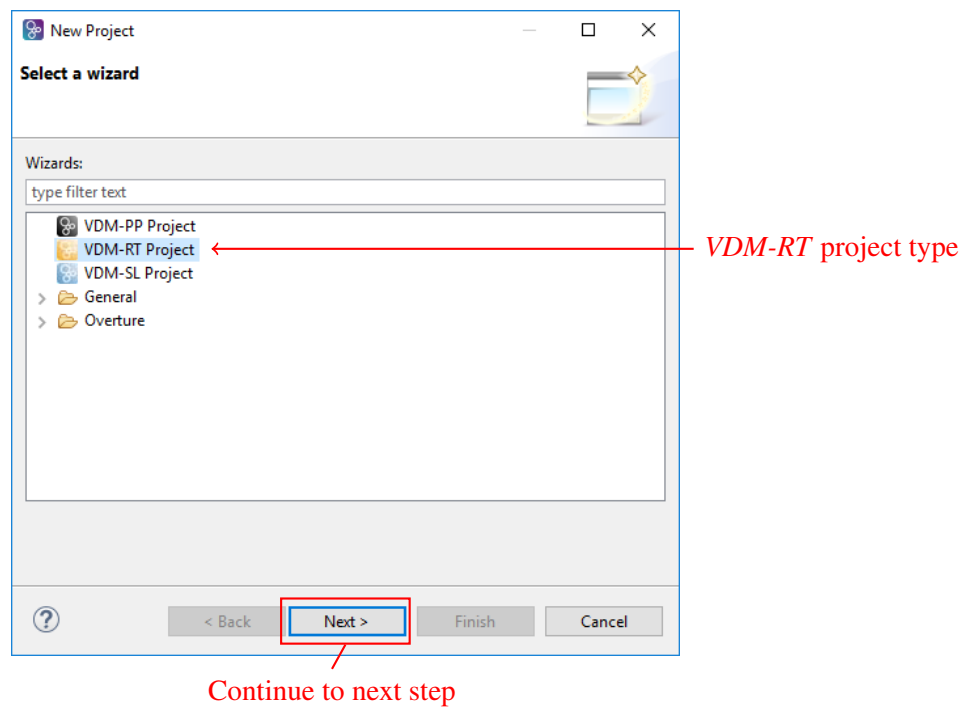 New Project
Select a wizard
Wizards:
type filter text
VDM-PP Project
VDM-RT Project
VDM-RT project type
VDM-SL Project
General
Overture
?
< Back
Next >
Finish
Cancel
Continue to next step